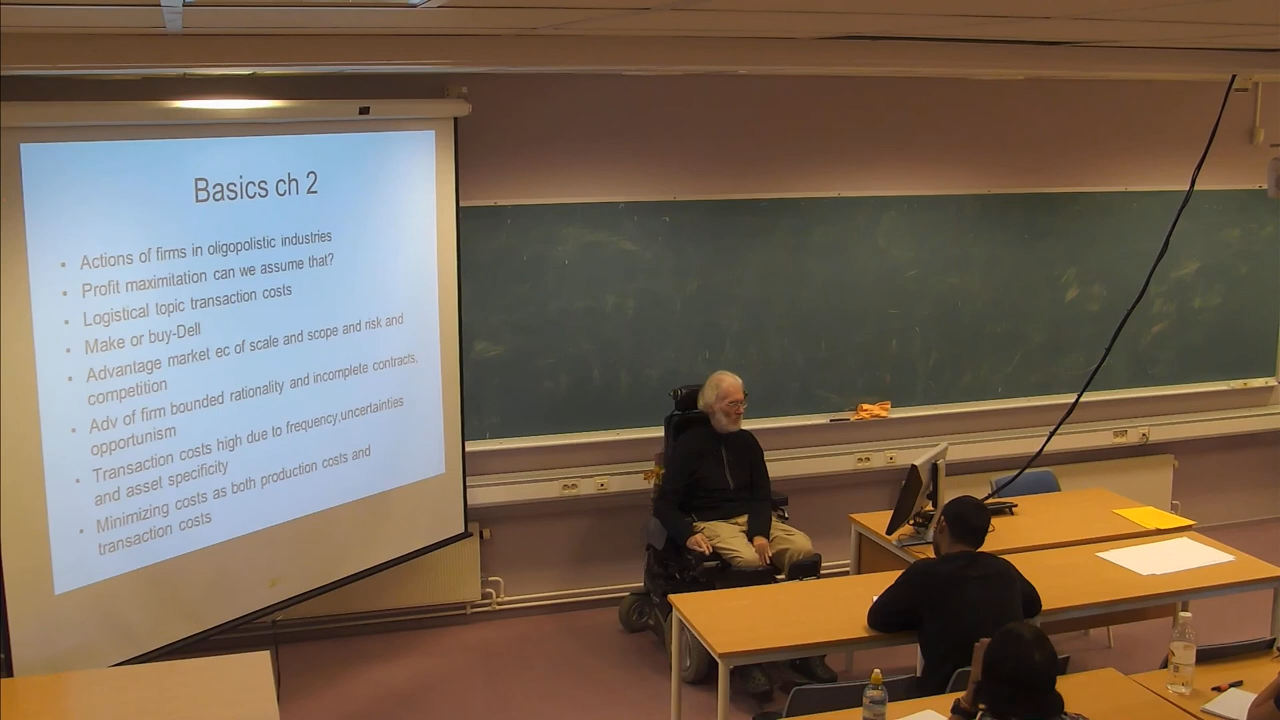 Basics ch 2
• Actions of firms in oligopolistic industries
• Profit maximitation can we assume that?
• Logistical topic transaction costs
• Make or buy-Dell
• Advantage market ec of scale and scope and risk and
competition
• Adv of firm bounded rationality and incomplete contracts,
opportunism
• Transaction costs high due to frequency,uncertainties
and asset specificity
• Minimizing costs as both production costs and
transaction costs